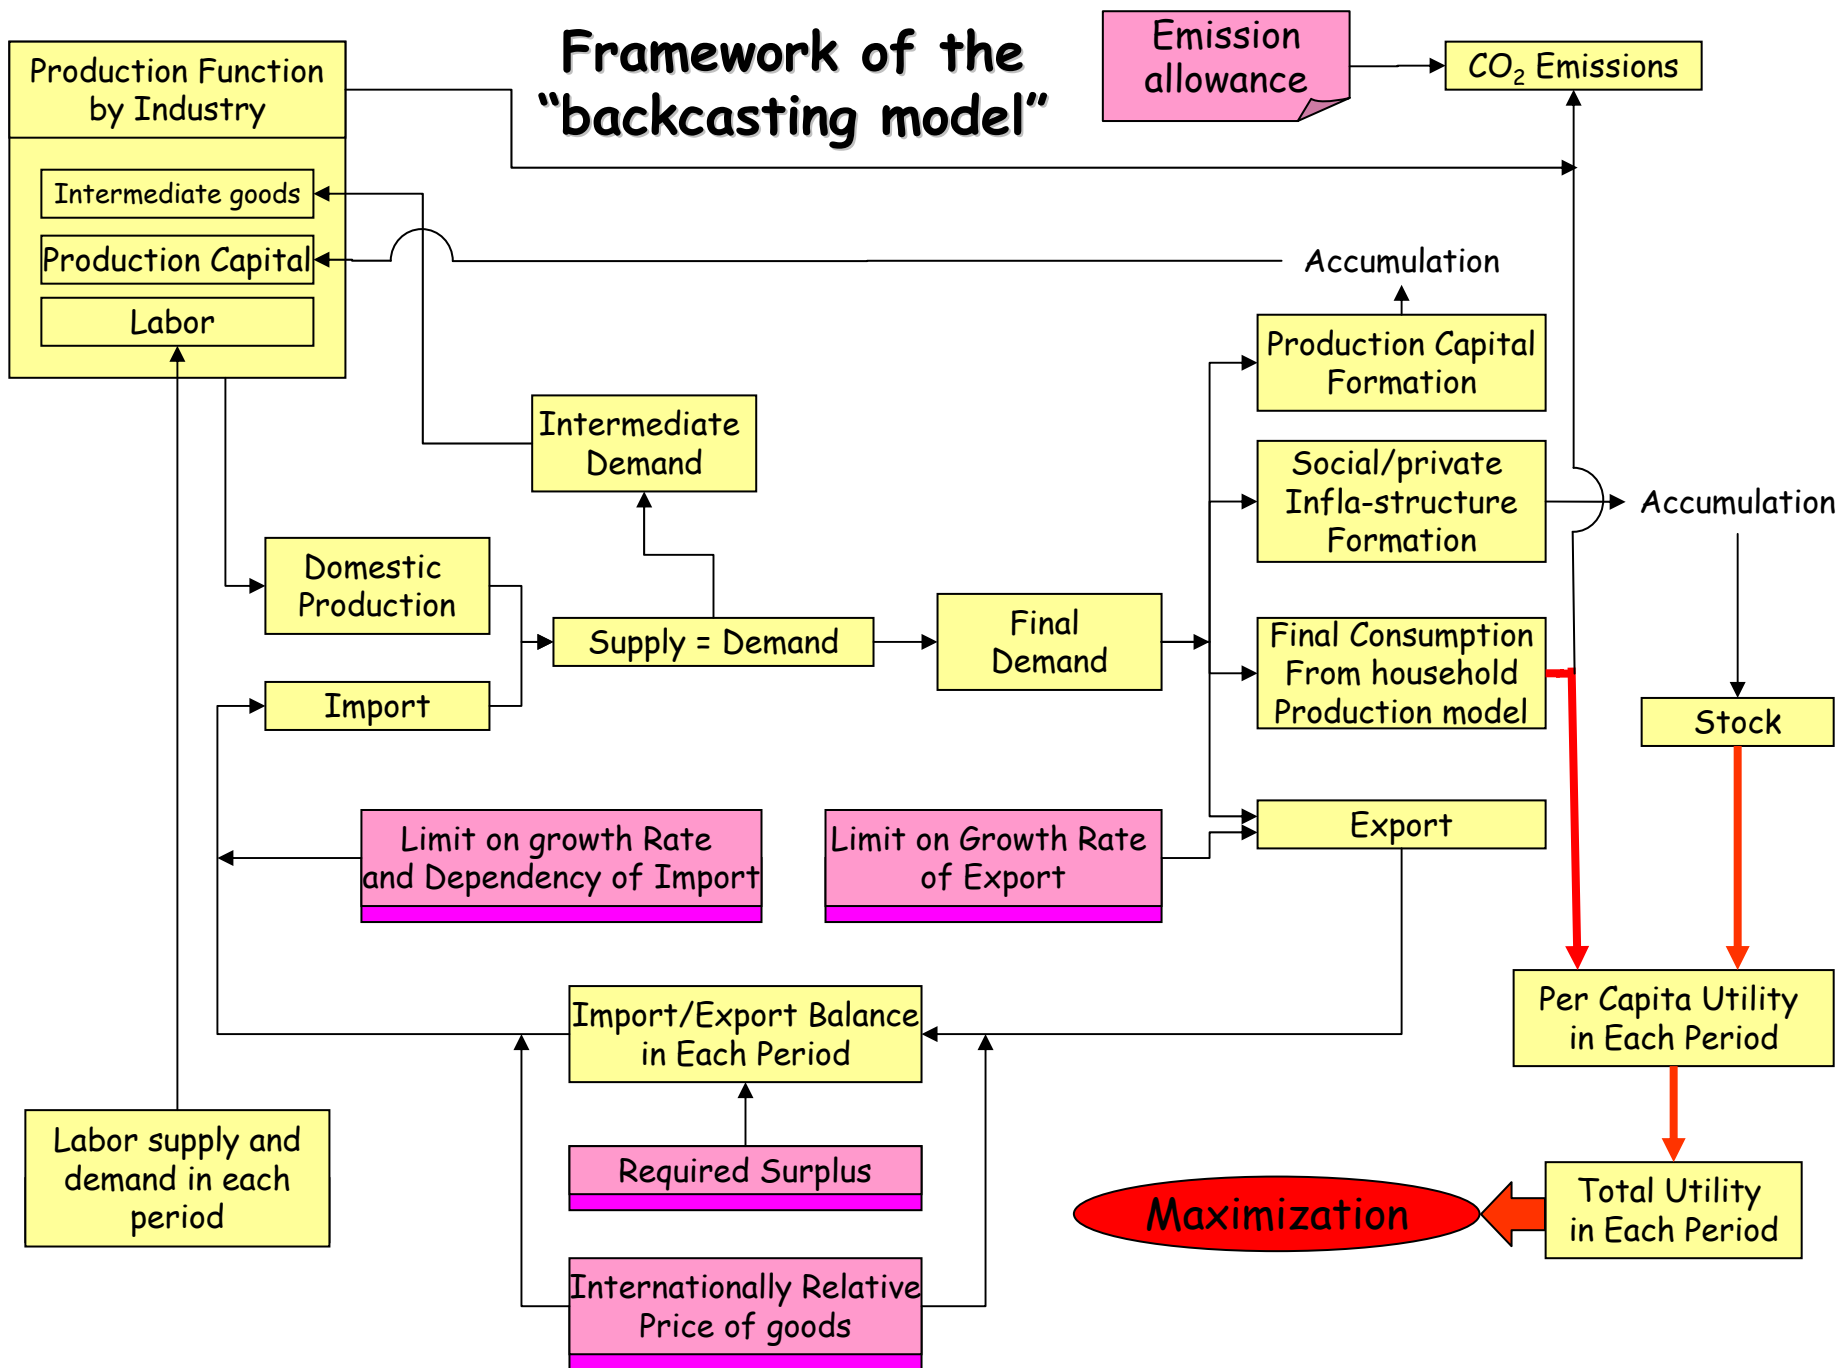 Framework of the
“backcasting model”
Production Function
by Industry
Intermediate goods
Production Capital
Labor
Emission
allowance
CO₂ Emissions
Accumulation
Production Capital
Formation
Intermediate
Demand
Social/private
Infla-structure
Formation
Accumulation
Domestic
Production
Supply = Demand
Final
Demand
Final Consumption
From household
Production model
Import
Stock
Limit on growth Rate
and Dependency of Import
Limit on Growth Rate
of Export
Export
Import/Export Balance
in Each Period
Per Capita Utility
in Each Period
Labor supply and
demand in each
period
Required Surplus
Maximization
Total Utility
in Each Period
Internationally Relative
Price of goods